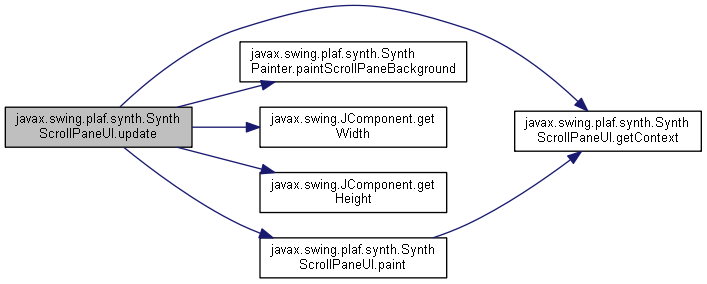 javax.swing.plaf.synth.Synth
ScrollPaneUI.update
javax.swing.plaf.synth.Synth
Painter.paintScrollPaneBackground
javax.swing.JComponent.get
Width
javax.swing.JComponent.get
Height
javax.swing.plaf.synth.Synth
ScrollPaneUI.paint
javax.swing.plaf.synth.Synth
ScrollPaneUI.getContext